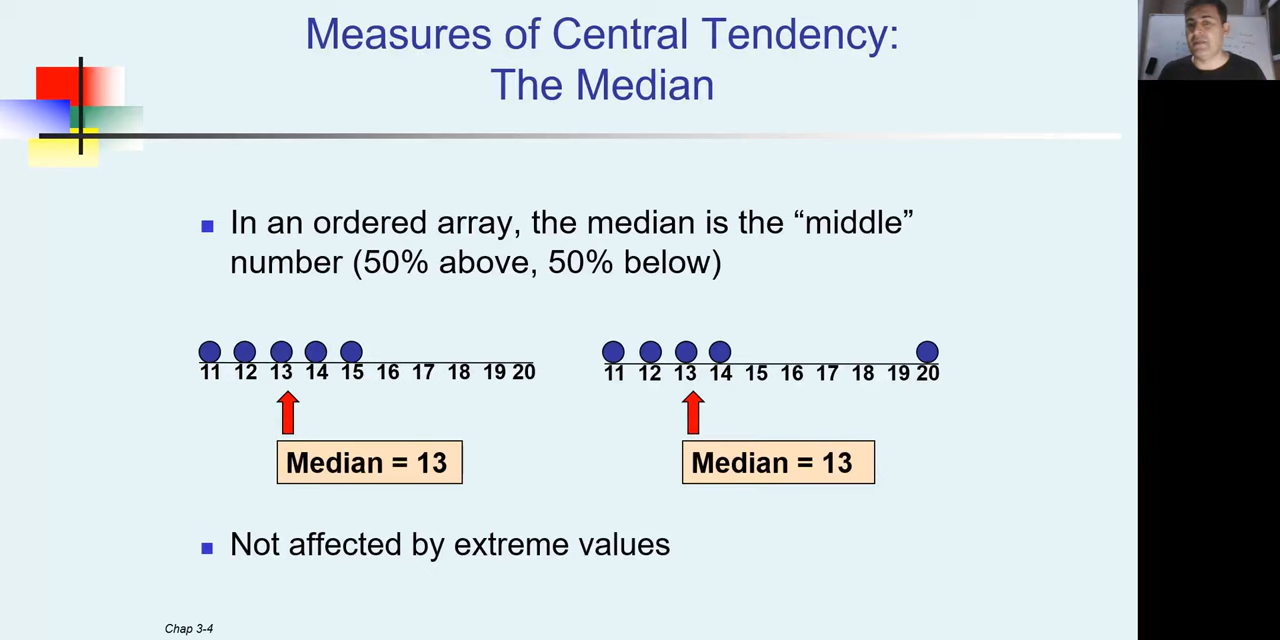 Measures of Central Tendency:
The Median
In an ordered array, the median is the “middle”
number (50% above, 50% below)
11 12 13 14 15 16 17 18 19 20
11 12 13 14 15 16 17 18 19 20
Median = 13
Median = 13
Not affected by extreme values
Chap 3-4